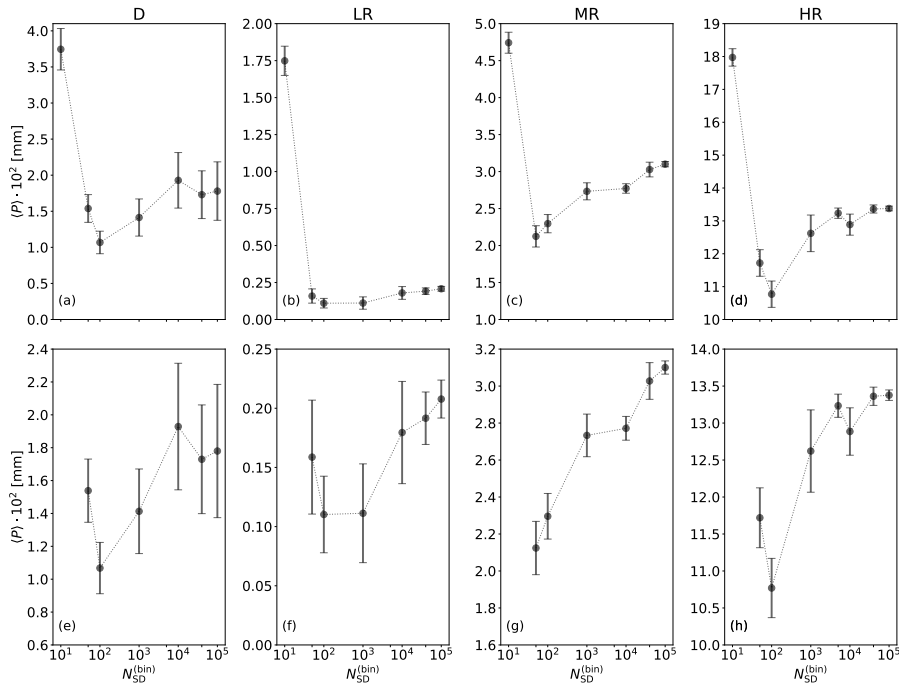 D LR MR HR
4.0 3.5 3.0 2.5 2.0 1.5 1.0 0.5 0.0
⟨P⟩ · 10² [mm]
(a)
2.00 1.75 1.50 1.25 1.00 0.75 0.50 0.25 0.00
(b)
5.0 4.5 4.0 3.5 3.0 2.5 2.0 1.5 1.0
(c)
18 17 16 15 14 13 12 11 10
19
(d)
2.4 2.2 2.0 1.8 1.6 1.4 1.2 1.0 0.8 0.6
⟨P⟩ · 10² [mm]
(e)
10¹ 10² 10³ 10⁴ 10⁵
N_SD^(bin)
0.25 0.20 0.15 0.10 0.05 0.00
(f)
10¹ 10² 10³ 10⁴ 10⁵
N_SD^(bin)
3.2 3.0 2.8 2.6 2.4 2.2 2.0 1.8 1.6
(g)
10¹ 10² 10³ 10⁴ 10⁵
N_SD^(bin)
14.0 13.5 13.0 12.5 12.0 11.5 11.0 10.5 10.0
(h)
10¹ 10² 10³ 10⁴ 10⁵
N_SD^(bin)